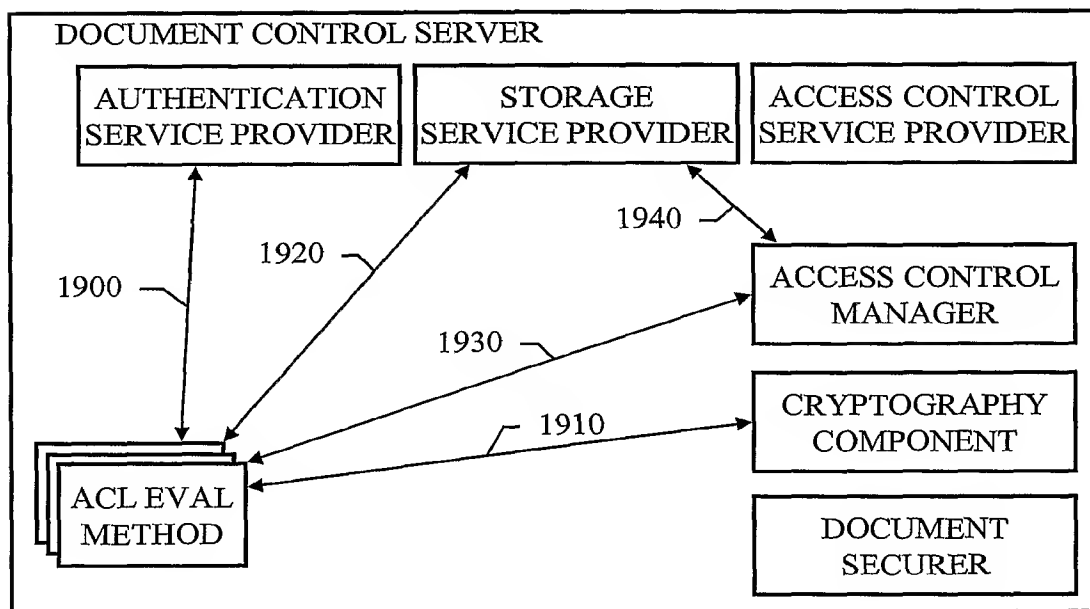 DOCUMENT CONTROL SERVER
AUTHENTICATION
SERVICE PROVIDER
STORAGE
SERVICE PROVIDER
ACCESS CONTROL
SERVICE PROVIDER
1940
1920
1900
ACCESS CONTROL
MANAGER
1930
CRYPTOGRAPHY
COMPONENT
1910
ACL EVAL
METHOD
DOCUMENT
SECURER